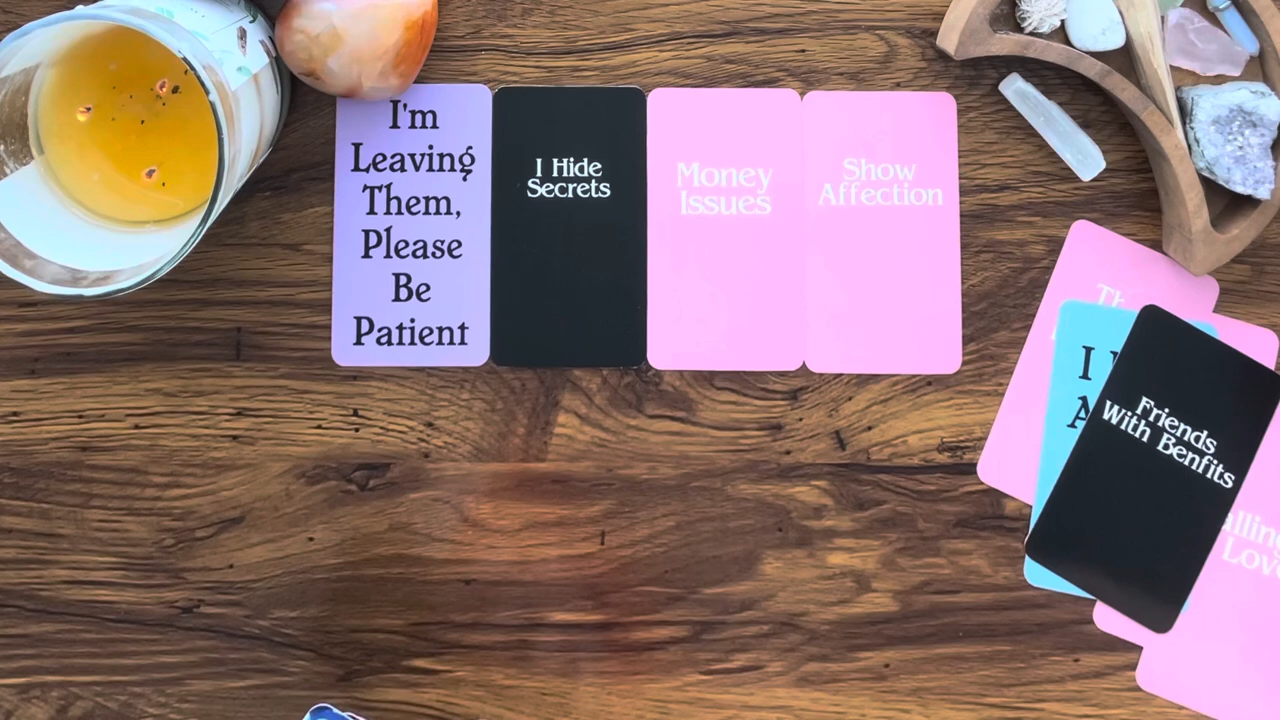 I'm
Leaving
Them,
Please
Be
Patient
I Hide
Secrets
Money
Issues
Show
Affection
Friends
With Benfits